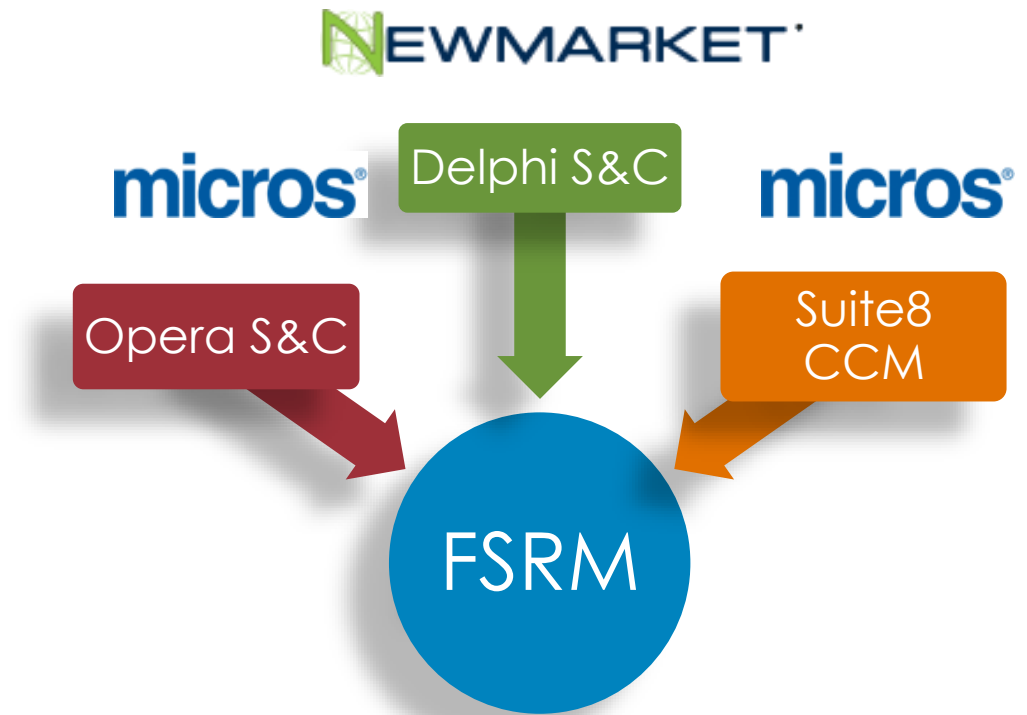 NEWMARKET
micros®
Delphi S&C
micros®
Opera S&C
Suite8
CCM
FSRM